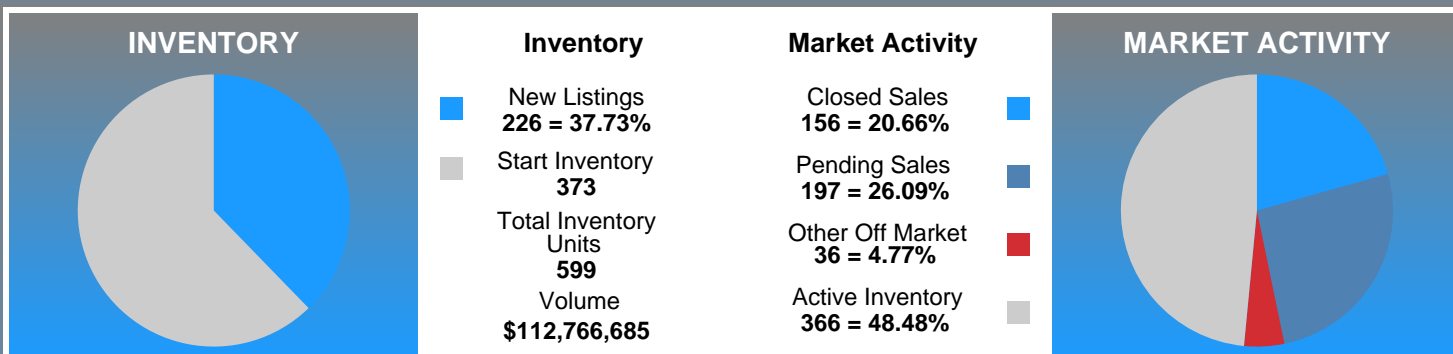 INVENTORY
Inventory
New Listings
226 = 37.73%
Start Inventory
373
Total Inventory
Units
599
Volume
$112,766,685
Market Activity
Closed Sales
156 = 20.66%
Pending Sales
197 = 26.09%
Other Off Market
36 = 4.77%
Active Inventory
366 = 48.48%
MARKET ACTIVITY